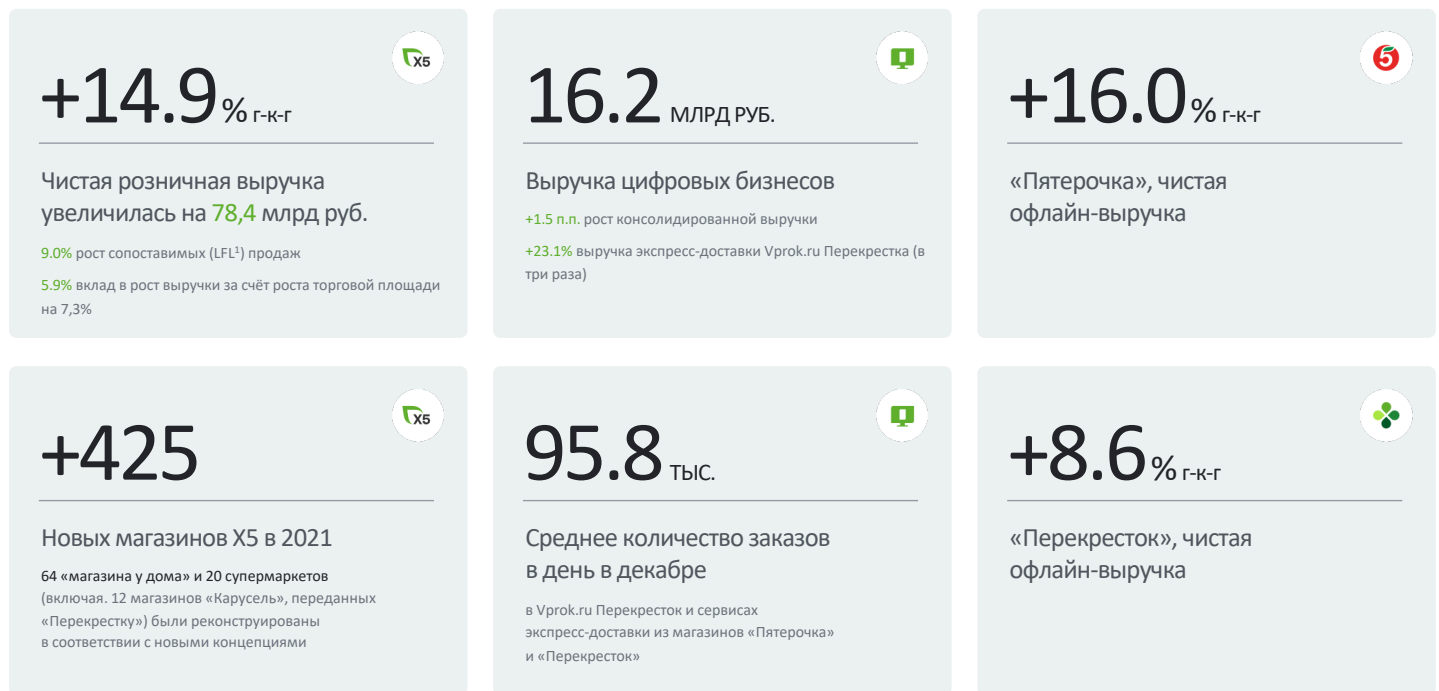 X5
+14.9 % г-к-г
Чистая розничная выручка
увеличилась на 78,4 млрд руб.
9.0% рост сопоставимых (LFL¹) продаж
5.9% вклад в рост выручки за счёт роста торговой площади
на 7,3%
16.2 МЛРД РУБ.
Выручка цифровых бизнесов
+1.5 п.п. рост консолидированной выручки
+23.1% выручка экспресс-доставки Vprok.ru Перекрестка (в
три раза)
5
+16.0 % г-к-г
«Пятерочка», чистая
офлайн-выручка
X5
+425
Новых магазинов X5 в 2021
64 «магазина у дома» и 20 супермаркетов
(включая. 12 магазинов «Карусель», переданных
«Перекрестку») были реконструированы
в соответствии с новыми концепциями
95.8 ТЫС.
Среднее количество заказов
в день в декабре
в Vprok.ru Перекресток и сервисах
экспресс-доставки из магазинов «Пятерочка»
и «Перекресток»
+8.6 % г-к-г
«Перекресток», чистая
офлайн-выручка